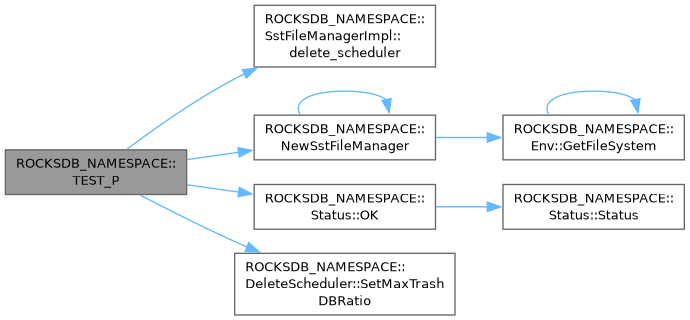 ROCKSDB_NAMESPACE::
SstFileManagerImpl::
delete_scheduler
ROCKSDB_NAMESPACE::
NewSstFileManager
ROCKSDB_NAMESPACE::
Env::GetFileSystem
ROCKSDB_NAMESPACE::
TEST_P
ROCKSDB_NAMESPACE::
Status::OK
ROCKSDB_NAMESPACE::
Status::Status
ROCKSDB_NAMESPACE::
DeleteScheduler::SetMaxTrash
DBRatio